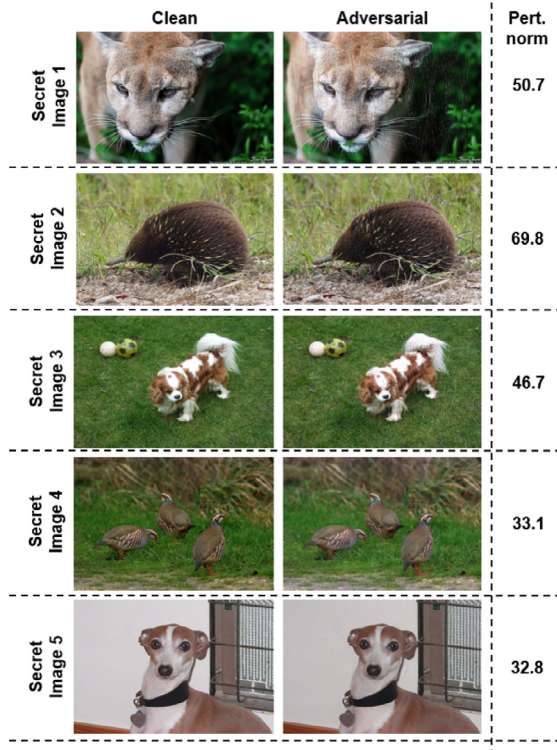 Clean Adversarial Pert. norm
Secret Image 1 50.7
Secret Image 2 69.8
Secret Image 3 46.7
Secret Image 4 33.1
Secret Image 5 32.8